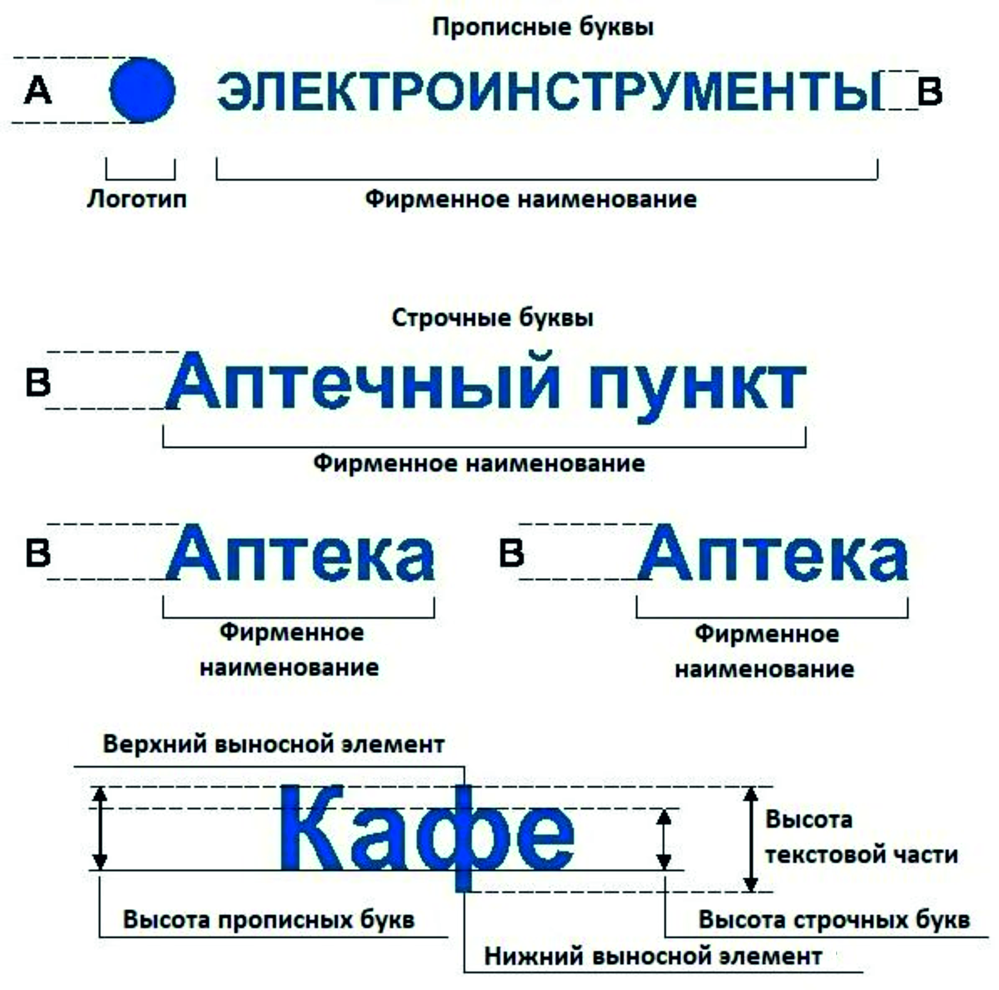 Прописные буквы
А ЭЛЕКТРОИНСТРУМЕНТЫ В
Логотип Фирменное наименование
Строчные буквы
В Аптечный пункт
Фирменное наименование
В Аптека В Аптека
Фирменное Фирменное
наименование наименование
Верхний выносной элемент
Кафе
Высота
текстовой части
Высота прописных букв Высота строчных букв
Нижний выносной элемент